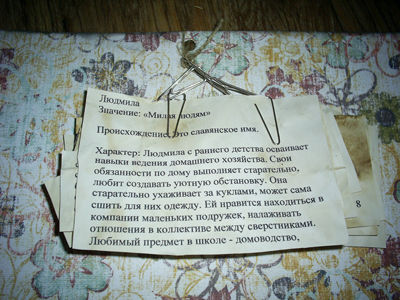 Людмила
Значение: «Милая людям»
Происхождение: Это славянское имя.
Характер: Людмила с раннего детства осваивает
навыки ведения домашнего хозяйства. Свои
обязанности по дому выполняет старательно,
любит создавать уютную обстановку. Она
старательно ухаживает за куклами, может сама
сшить для них одежду. Ей нравится находиться в
компании маленьких подружек, налаживать
отношения в коллективе между сверстниками.
Любимый предмет в школе - домоводство,
8